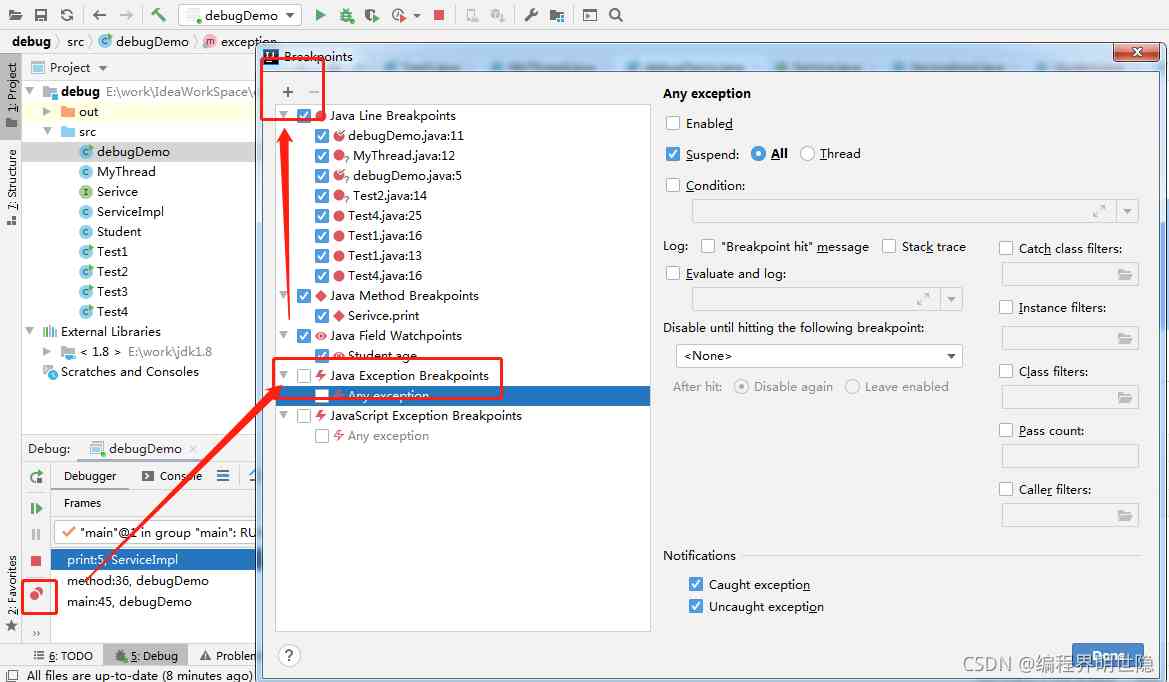 debugDemo
debug src debugDemo exception
Breakpoints
1: Project
7: Structure
2: Favorites
Project
debug E:\work\IdeaWorkSpace\
out
src
debugDemo
MyThread
Serivce
ServiceImpl
Student
Test1
Test2
Test3
Test4
External Libraries
< 1.8 > E:\work\jdk1.8
Scratches and Consoles
Debug: debugDemo
Debugger Console
Frames
"main"@1 in group "main": RU
print:5, ServiceImpl
method:36, debugDemo
main:45, debugDemo
6: TODO 5: Debug Problem
All files are up-to-date (8 minutes ago)
Java Line Breakpoints
debugDemo.java:11
MyThread.java:12
debugDemo.java:5
Test2.java:14
Test4.java:25
Test1.java:16
Test1.java:13
Test4.java:16
Java Method Breakpoints
Serivce.print
Java Field Watchpoints
Student.age
Java Exception Breakpoints
Any exception
JavaScript Exception Breakpoints
Any exception
Any exception
Enabled
Suspend: All Thread
Condition:
Log: "Breakpoint hit" message Stack trace
Evaluate and log:
Disable until hitting the following breakpoint:
<None>
After hit: Disable again Leave enabled
Catch class filters:
Instance filters:
Class filters:
Pass count:
Caller filters:
Notifications
Caught exception
Uncaught exception
?
Done
CSDN @编程界明世隐